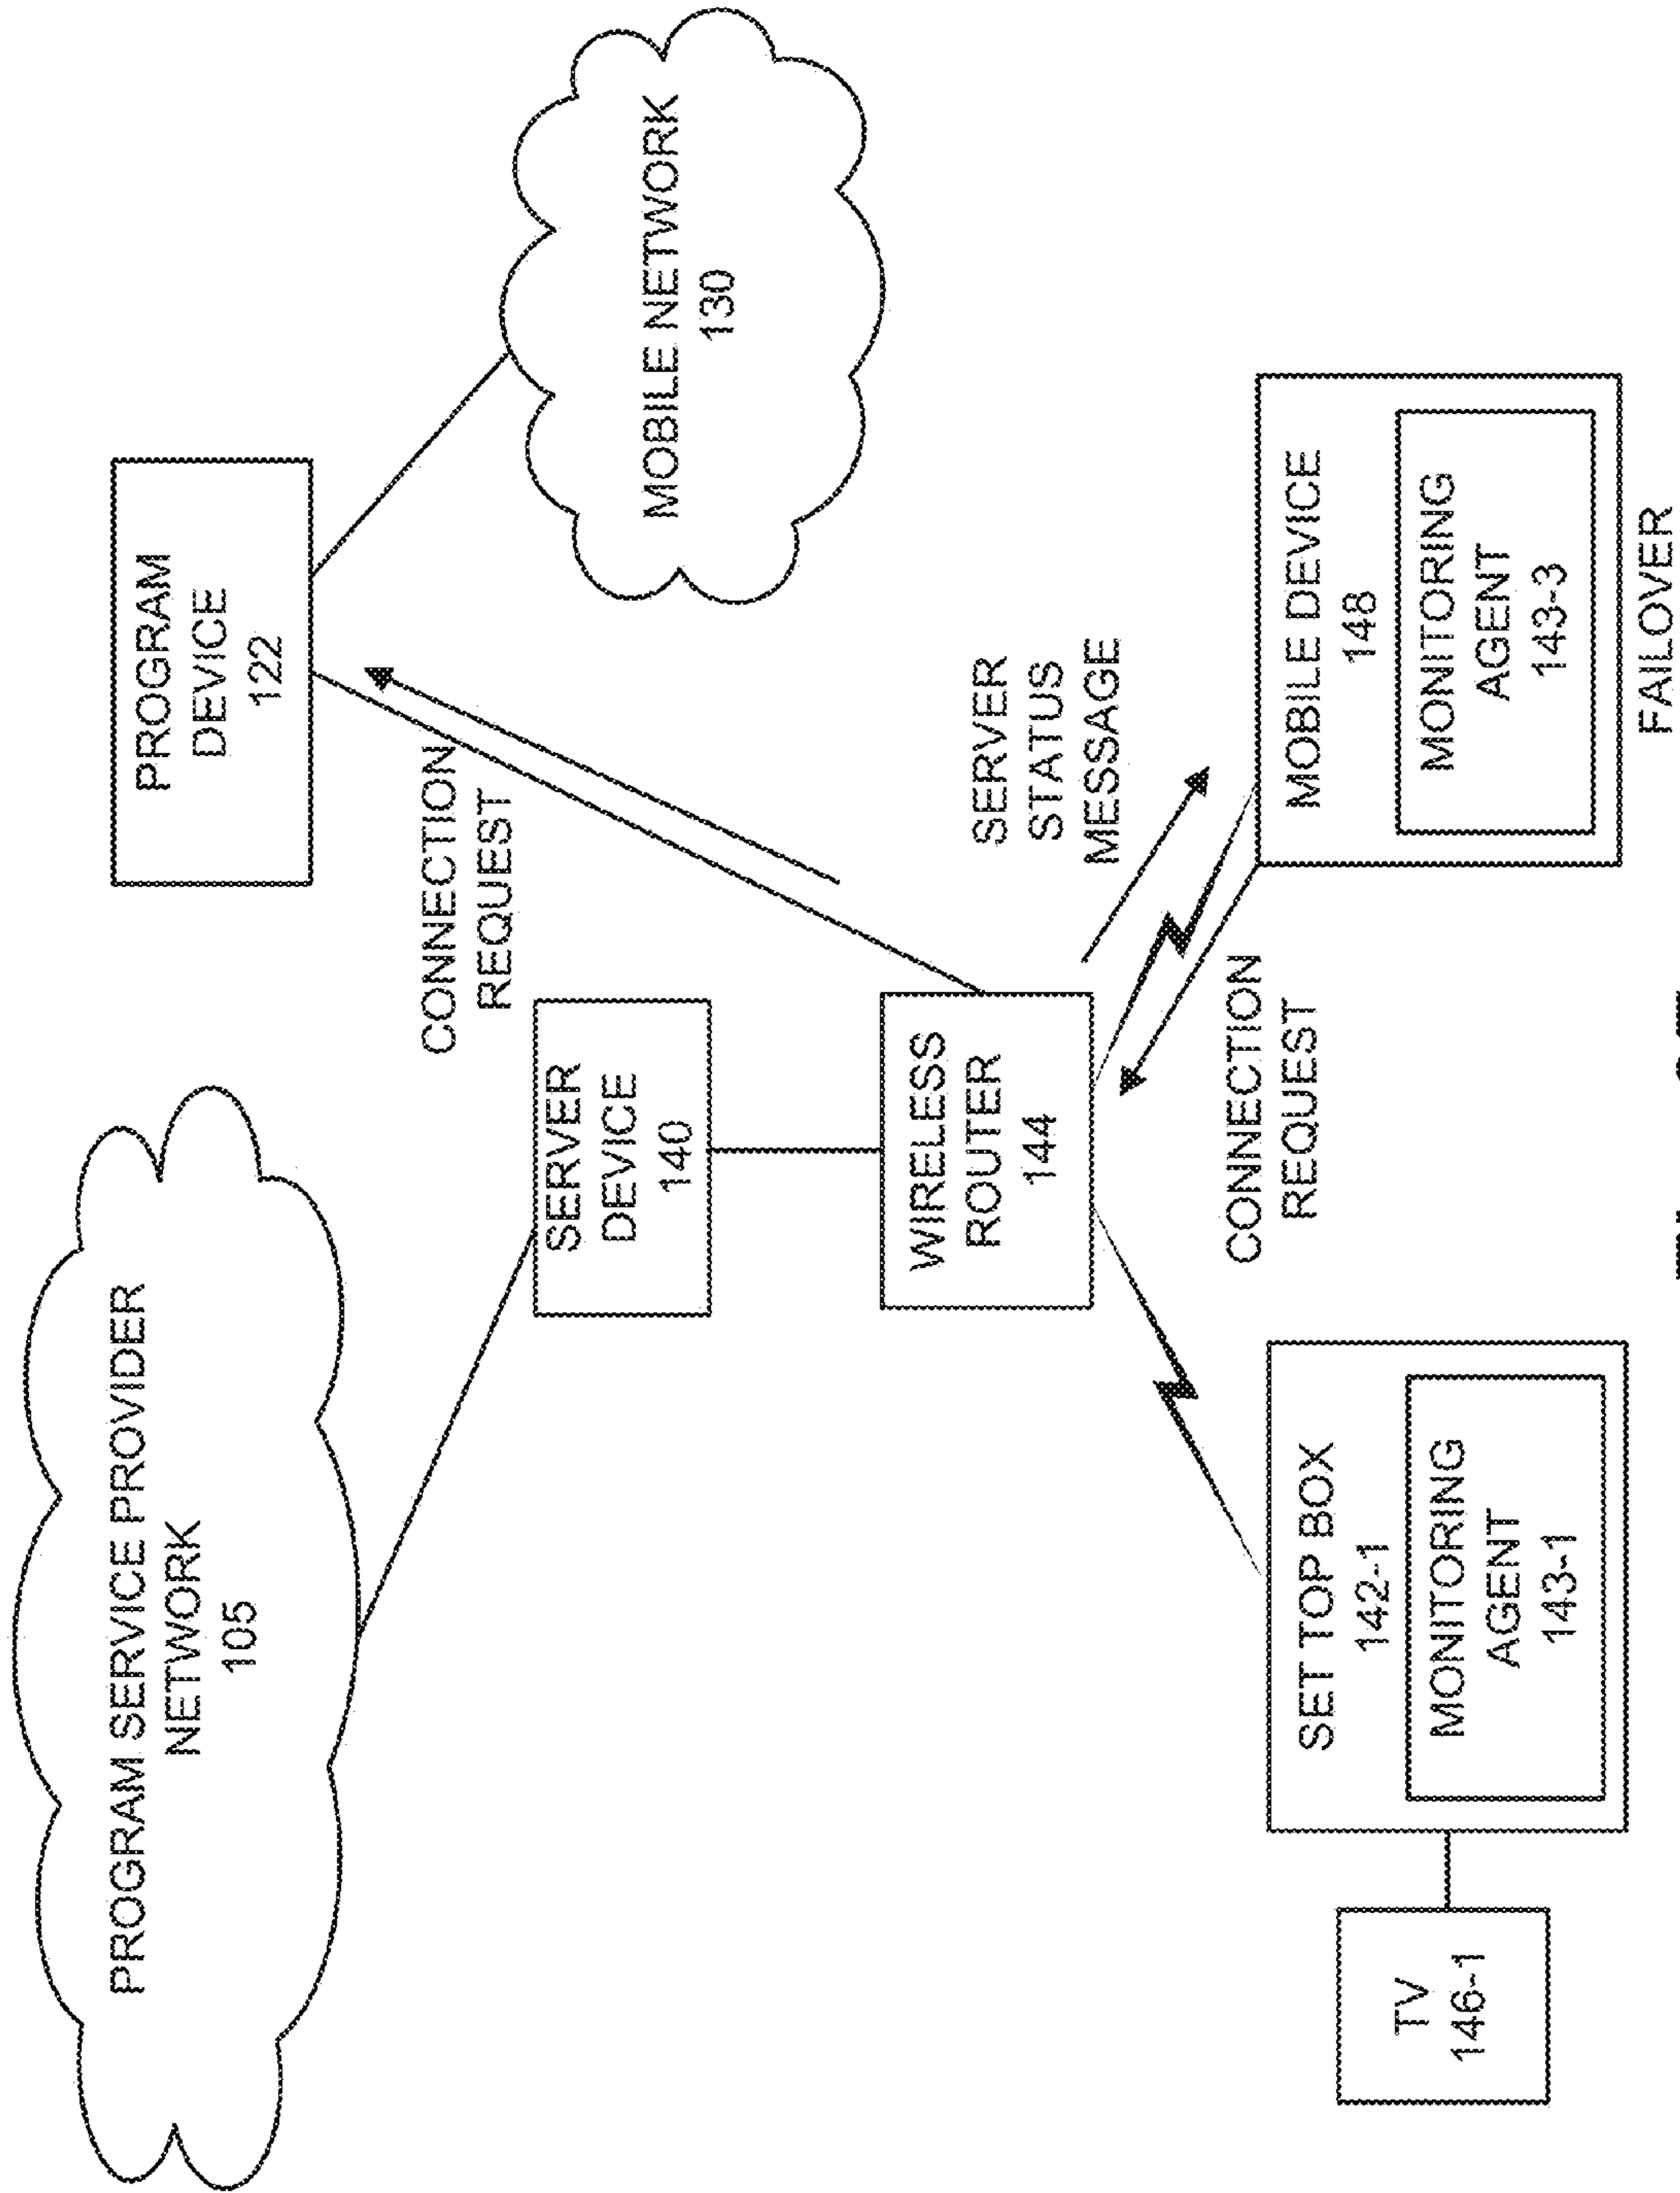 PROGRAM SERVICE PROVIDER
NETWORK
105
PROGRAM
DEVICE
122
CONNECTION
REQUEST
SERVER
DEVICE
140
MOBILE NETWORK
130
WIRELESS
ROUTER
144
SERVER
STATUS
MESSAGE
CONNECTION
REQUEST
TV
146-1
SET TOP BOX
142-1
MONITORING
AGENT
143-1
MOBILE DEVICE
148
MONITORING
AGENT
143-3
FAILOVER